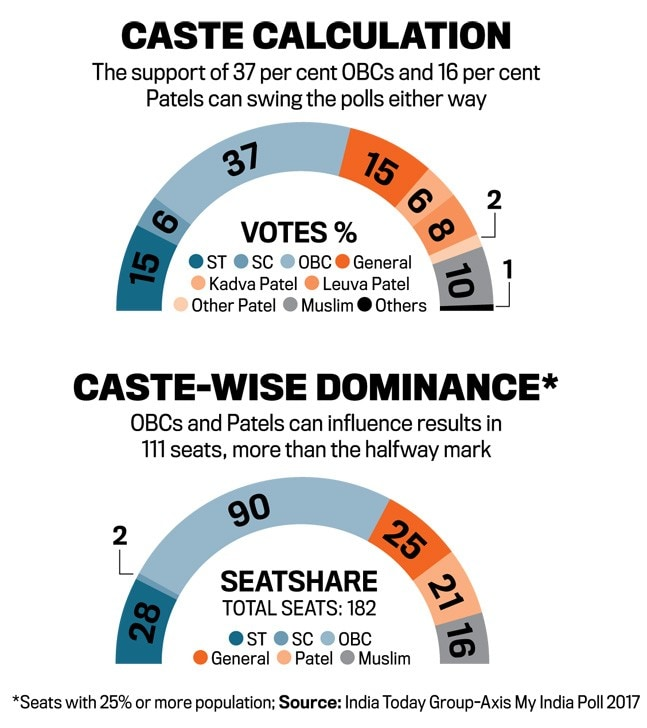 CASTE CALCULATION
The support of 37 per cent OBCs and 16 per cent
Patels can swing the polls either way
15
6
37
15
6
8
2
10
1
VOTES %
ST SC OBC General
Kadva Patel Leuva Patel
Other Patel Muslim Others
CASTE-WISE DOMINANCE*
OBCs and Patels can influence results in
111 seats, more than the halfway mark
28
2
90
25
21
16
SEATSHARE
TOTAL SEATS: 182
ST SC OBC
General Patel Muslim
*Seats with 25% or more population; Source: India Today Group-Axis My India Poll 2017